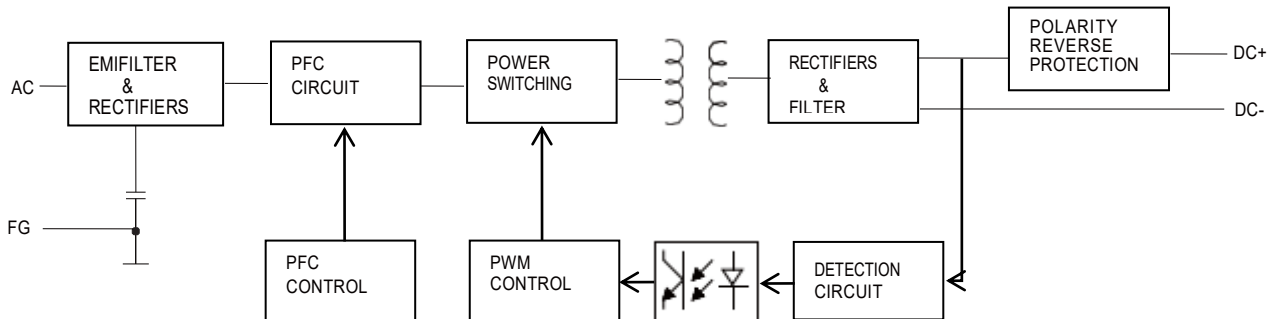 AC
EMIFILTER
&
RECTIFIERS
PFC
CIRCUIT
POWER
SWITCHING
RECTIFIERS
&
FILTER
POLARITY
REVERSE
PROTECTION
DC+
DC-
FG
PFC
CONTROL
PWM
CONTROL
DETECTION
CIRCUIT